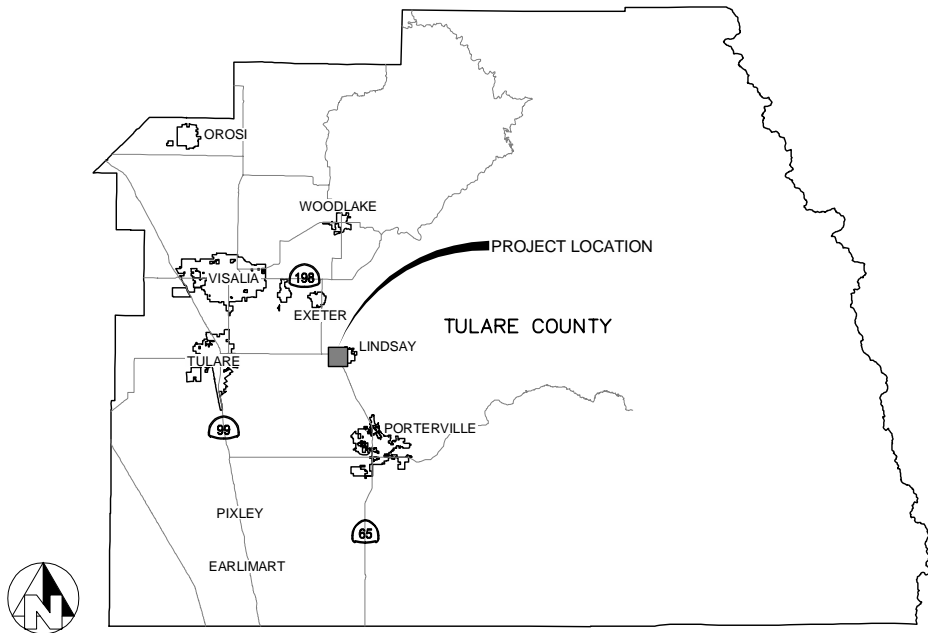 OROSI
WOODLAKE
PROJECT LOCATION
VISALIA
198
EXETER
TULARE COUNTY
LINDSAY
TULARE
99
PORTERVILLE
PIXLEY
65
EARLIMART
N